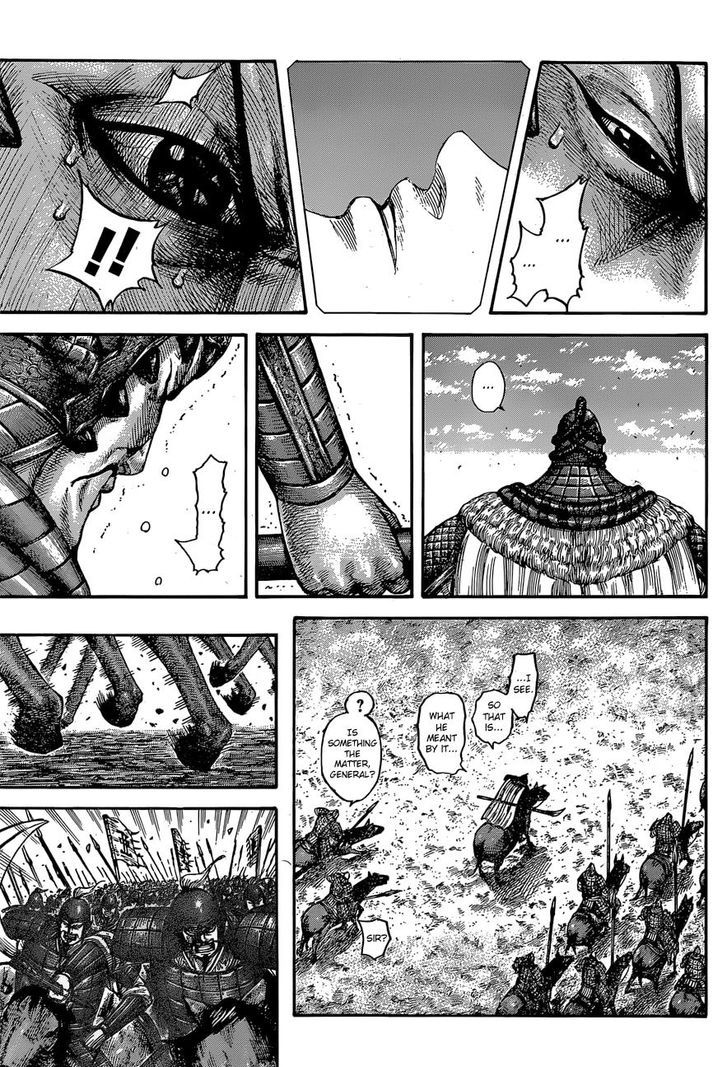 ...
...
!!
...
...
...I
SEE.
SO
THAT
IS...
WHAT
HE
MEANT
BY IT...
?
IS
SOMETHING
THE
MATTER,
GENERAL?
SIR?